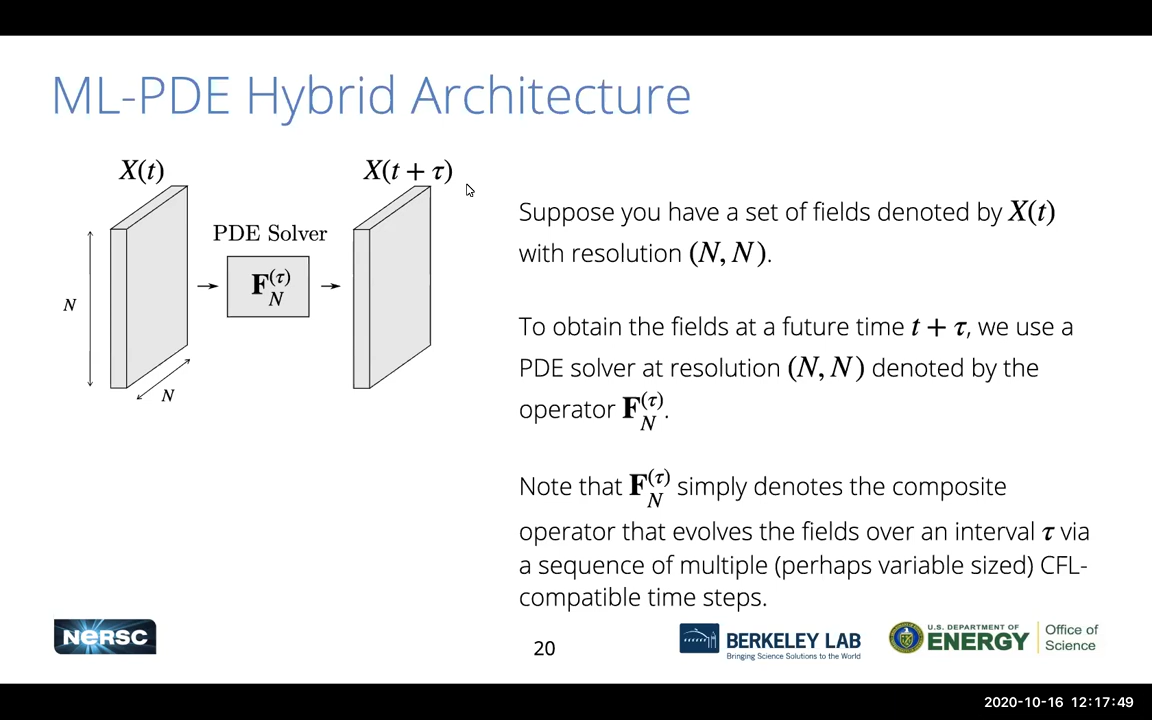 ML-PDE Hybrid Architecture
X(t)
X(t + τ)
PDE Solver
F_N^(τ)
N
N
Suppose you have a set of fields denoted by X(t)
with resolution (N, N).
To obtain the fields at a future time t + τ, we use a
PDE solver at resolution (N, N) denoted by the
operator F_N^(τ).
Note that F_N^(τ) simply denotes the composite
operator that evolves the fields over an interval τ via
a sequence of multiple (perhaps variable sized) CFL-
compatible time steps.
NERSC
20
BERKELEY LAB
Bringing Science Solutions to the World
U.S. DEPARTMENT OF
ENERGY
Office of
Science
2020-10-16 12:17:49